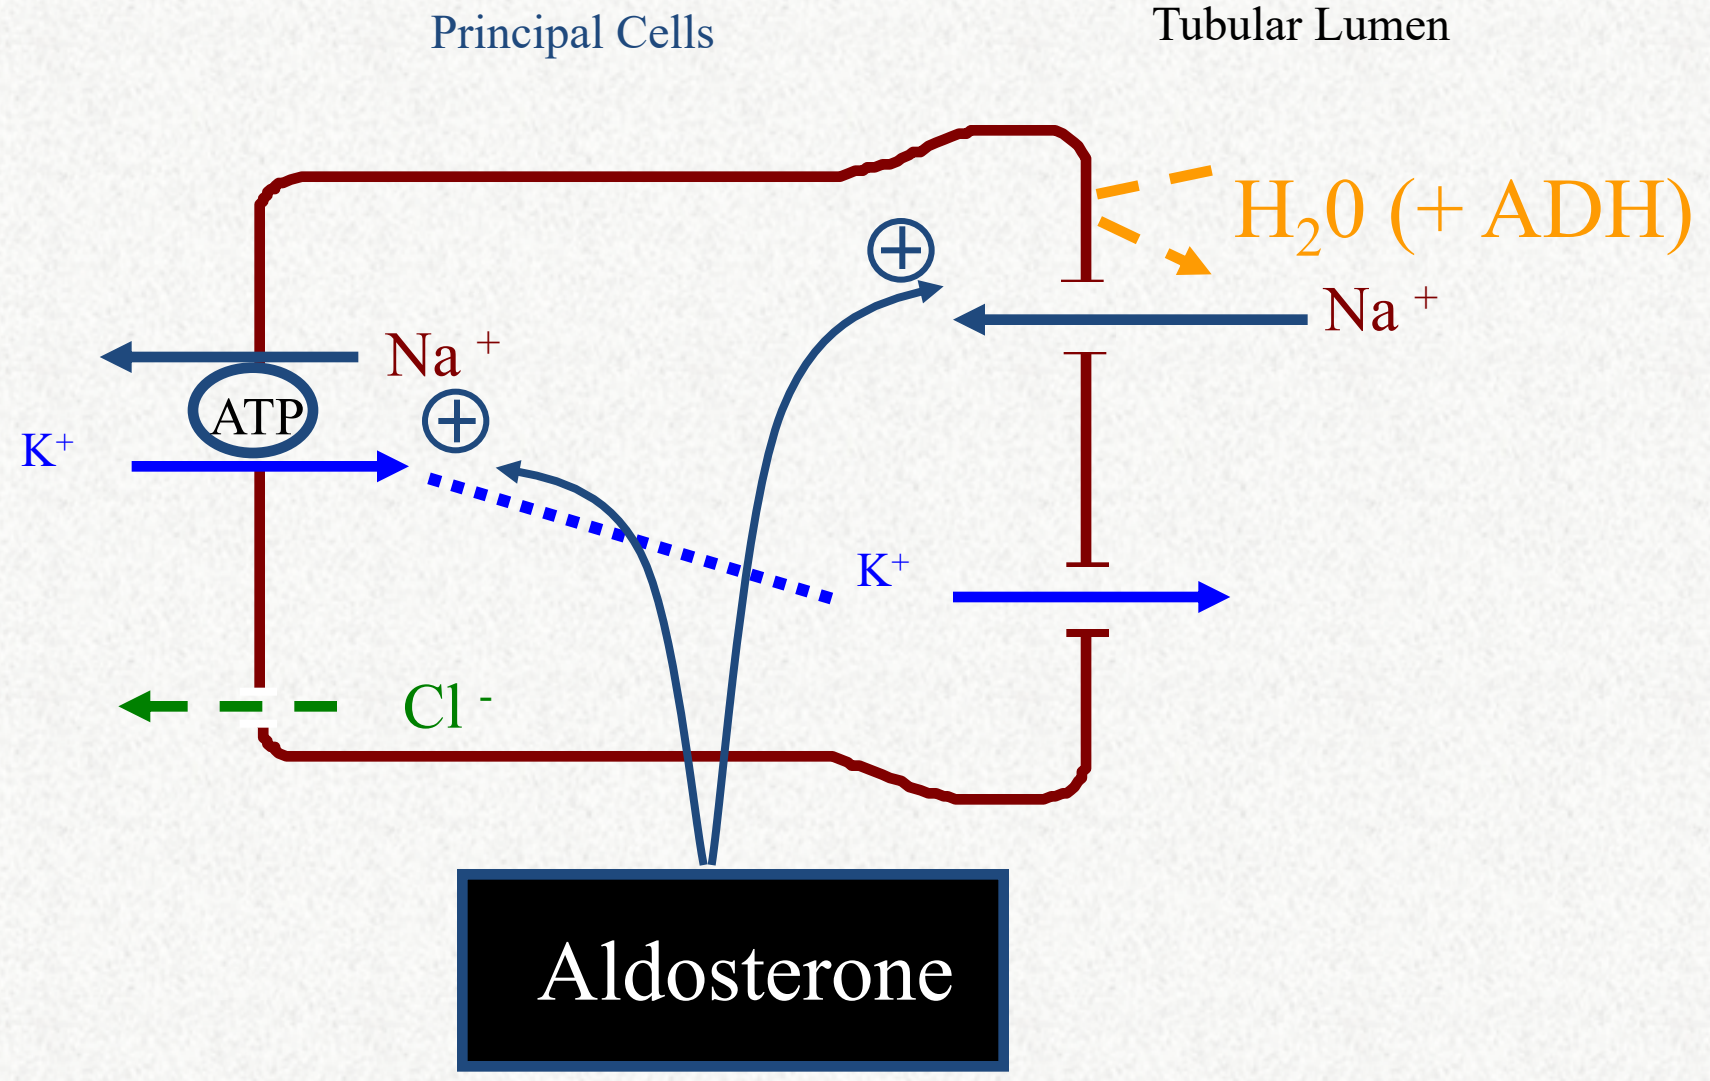 Principal Cells
Tubular Lumen
H₂0 (+ ADH)
Na ⁺
Na ⁺
ATP
K⁺
K⁺
Cl ⁻
Aldosterone